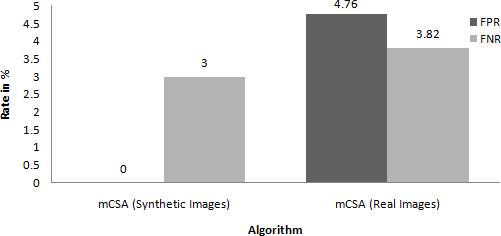 5
4.5
4
3.5
3
2.5
2
1.5
1
0.5
0
Rate in %
0
3
4.76
3.82
FPR
FNR
mCSA (Synthetic Images)
mCSA (Real Images)
Algorithm